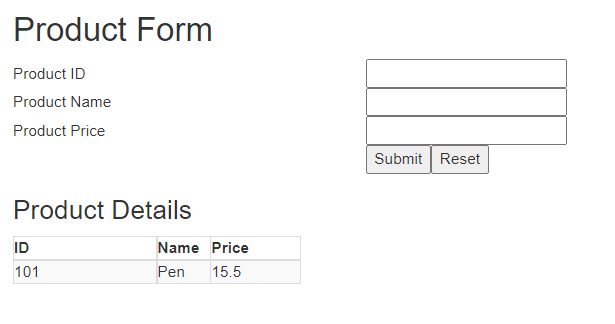 Product Form
Product ID
Product Name
Product Price
Submit Reset
Product Details
ID Name Price
101 Pen 15.5